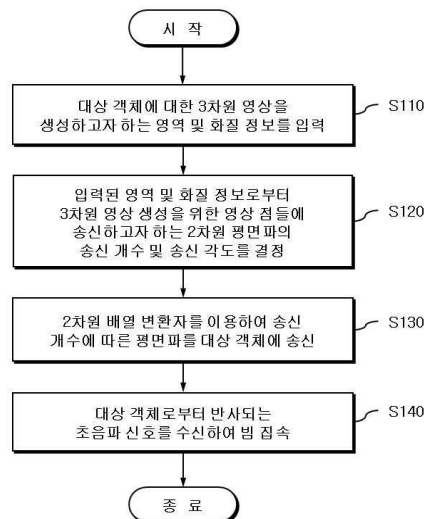 시 작
대상 객체에 대한 3차원 영상을
생성하고자 하는 영역 및 화질 정보를 입력
S110
입력된 영역 및 화질 정보로부터
3차원 영상 생성을 위한 영상 점들에
송신하고자 하는 2차원 평면파의
송신 개수 및 송신 각도를 결정
S120
2차원 배열 변환자를 이용하여 송신
개수에 따른 평면파를 대상 객체에 송신
S130
대상 객체로부터 반사되는
초음파 신호를 수신하여 빔 집속
S140
종 료